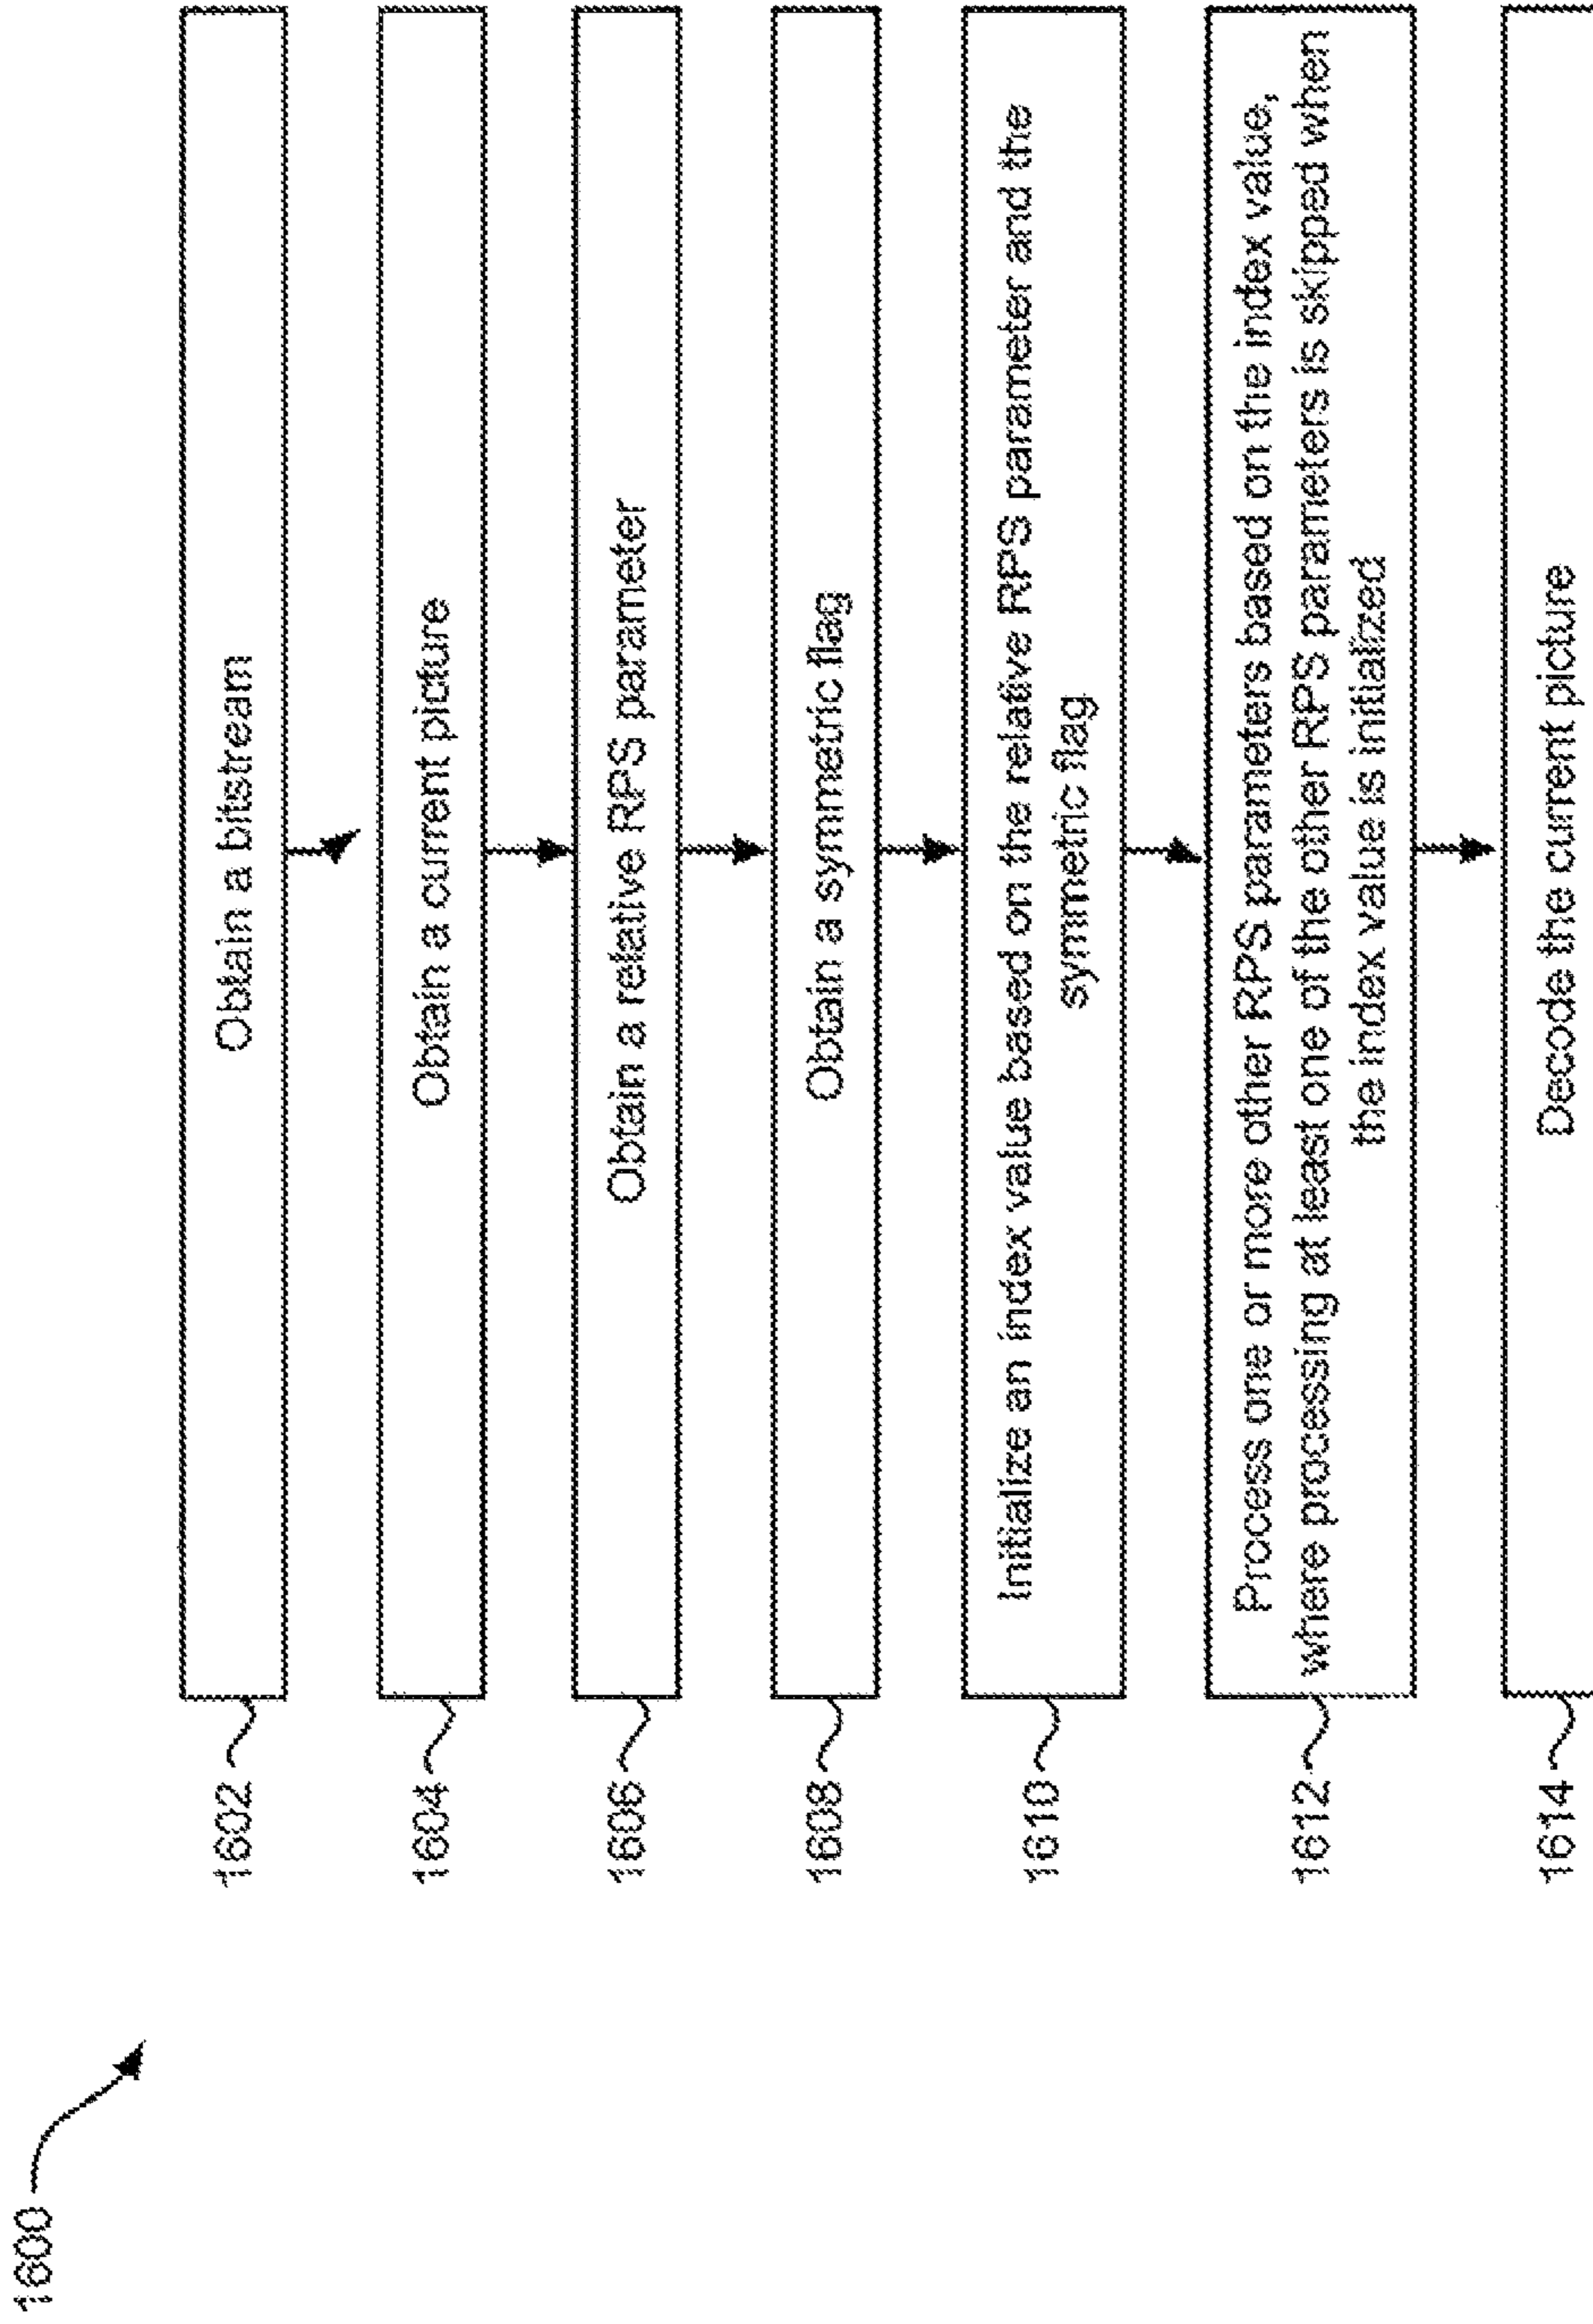 1600
1602
Obtain a bitstream
1604
Obtain a current picture
1606
Obtain a relative RPS parameter
1608
Obtain a symmetric flag
1610
Initialize an index value based on the relative RPS parameter and the
symmetric flag
1612
Process one or more other RPS parameters based on the index value,
where processing at least one of the other RPS parameters is skipped when
the index value is initialized
1614
Decode the current picture